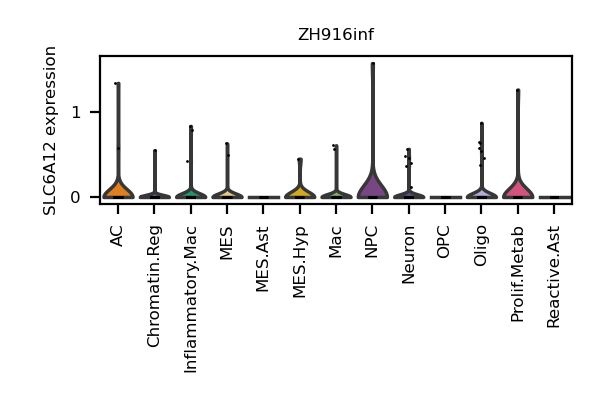 ZH916inf
SLC6A12 expression
1
0
AC
Chromatin.Reg
Inflammatory.Mac
MES
MES.Ast
MES.Hyp
Mac
NPC
Neuron
OPC
Oligo
Prolif.Metab
Reactive.Ast